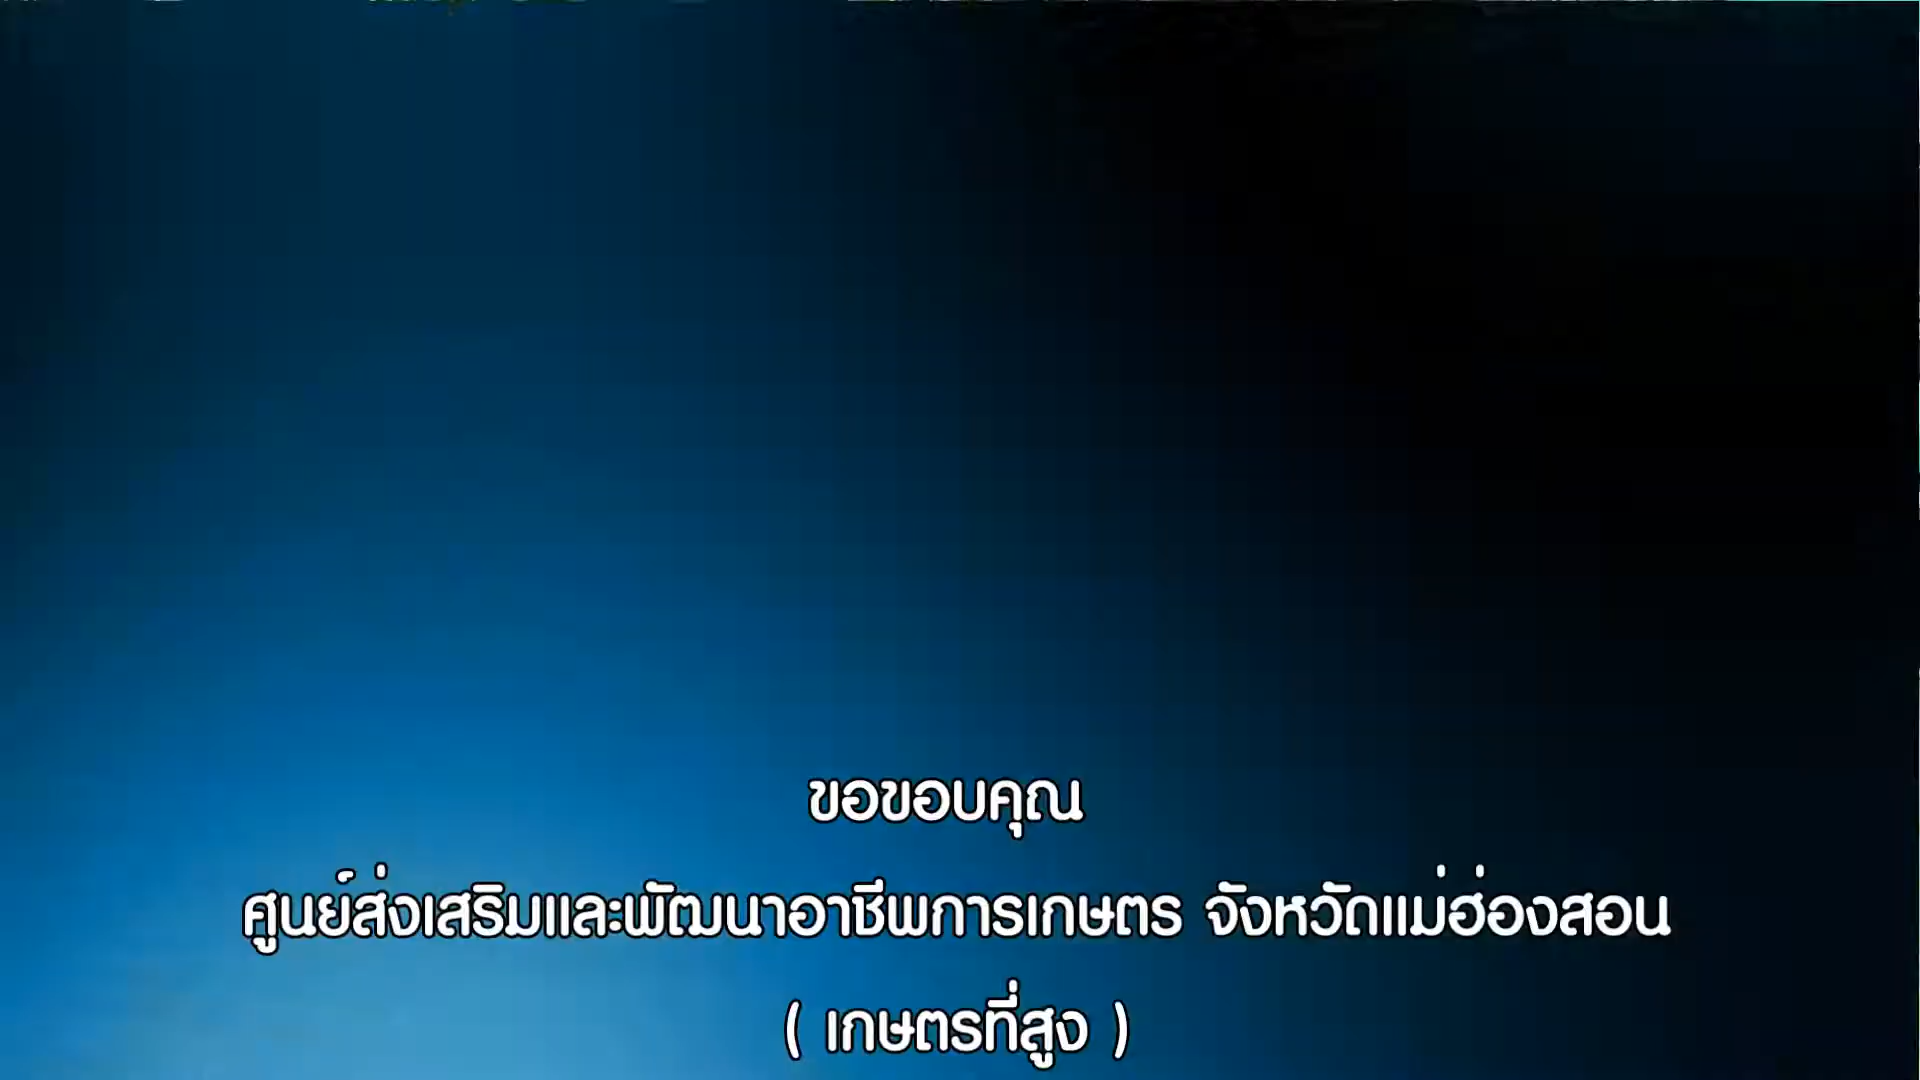 ขอขอบคุณ
ศูนย์ส่งเสริมและพัฒนาอาชีพการเกษตร จังหวัดแม่ฮ่องสอน
( เกษตรที่สูง )